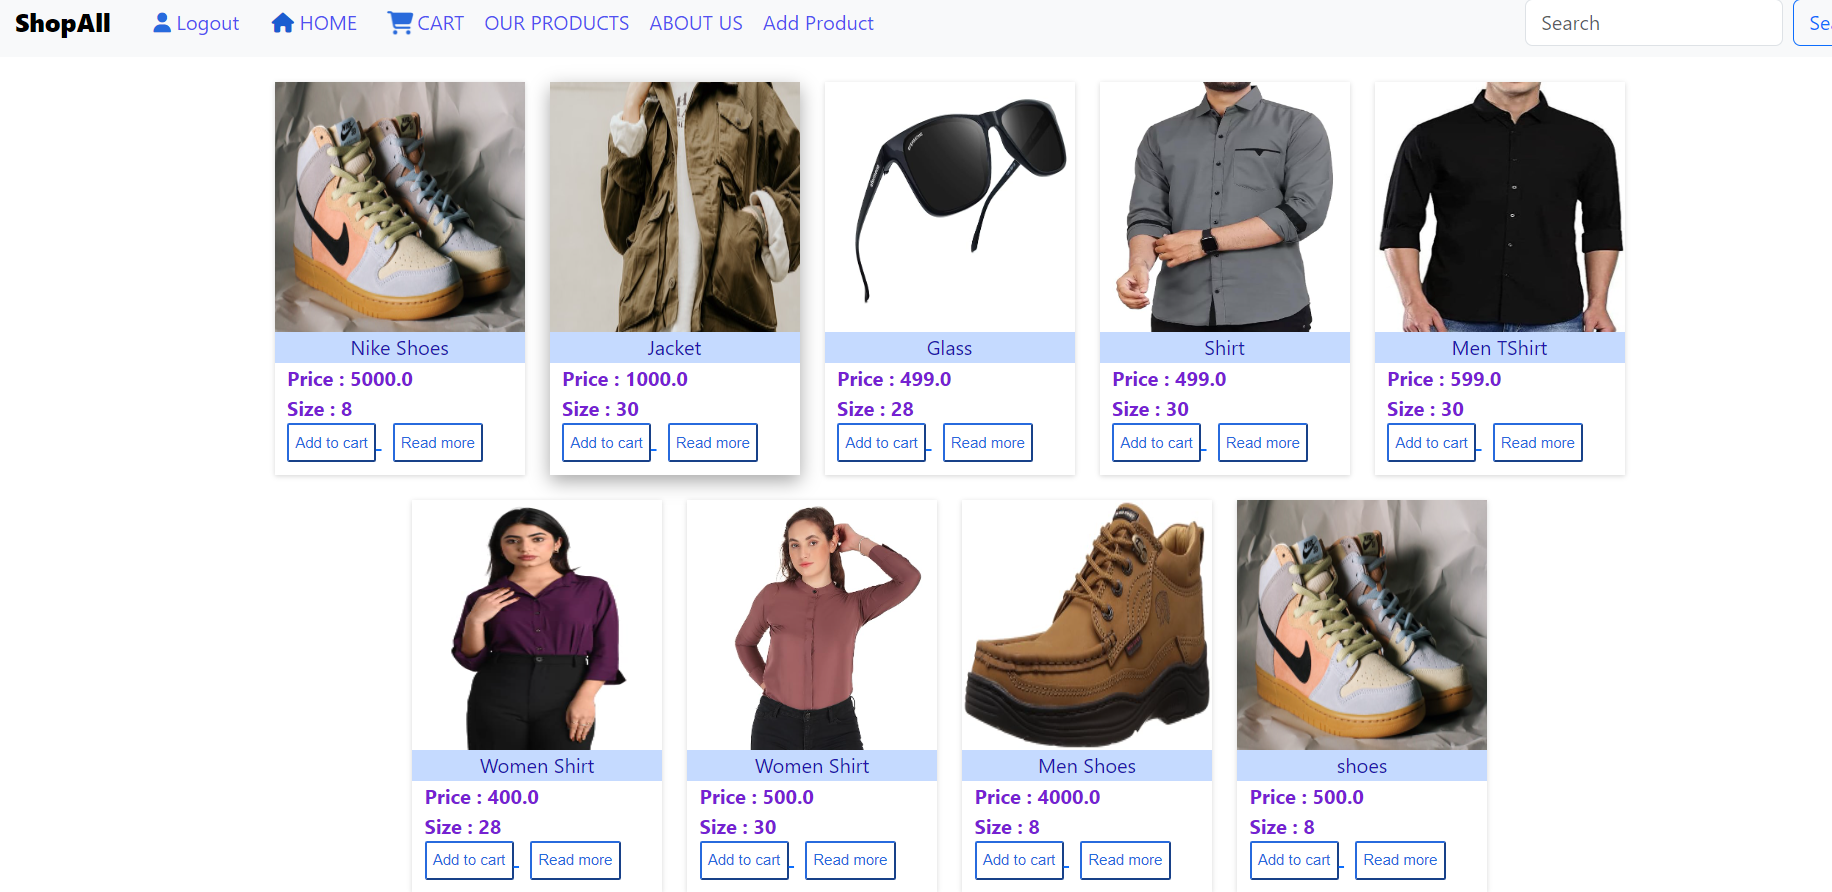 ShopAll Logout HOME CART OUR PRODUCTS ABOUT US Add Product Search
Nike Shoes
Price : 5000.0
Size : 8
Add to cart Read more
Jacket
Price : 1000.0
Size : 30
Add to cart Read more
Glass
Price : 499.0
Size : 28
Add to cart Read more
Shirt
Price : 499.0
Size : 30
Add to cart Read more
Men TShirt
Price : 599.0
Size : 30
Add to cart Read more
Women Shirt
Price : 400.0
Size : 28
Add to cart Read more
Women Shirt
Price : 500.0
Size : 30
Add to cart Read more
Men Shoes
Price : 4000.0
Size : 8
Add to cart Read more
shoes
Price : 500.0
Size : 8
Add to cart Read more